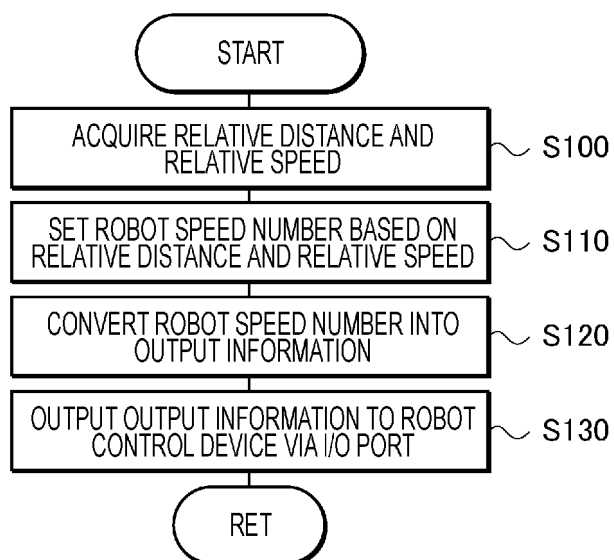 START
ACQUIRE RELATIVE DISTANCE AND
RELATIVE SPEED
S100
SET ROBOT SPEED NUMBER BASED ON
RELATIVE DISTANCE AND RELATIVE SPEED
S110
CONVERT ROBOT SPEED NUMBER INTO
OUTPUT INFORMATION
S120
OUTPUT OUTPUT INFORMATION TO ROBOT
CONTROL DEVICE VIA I/O PORT
S130
RET